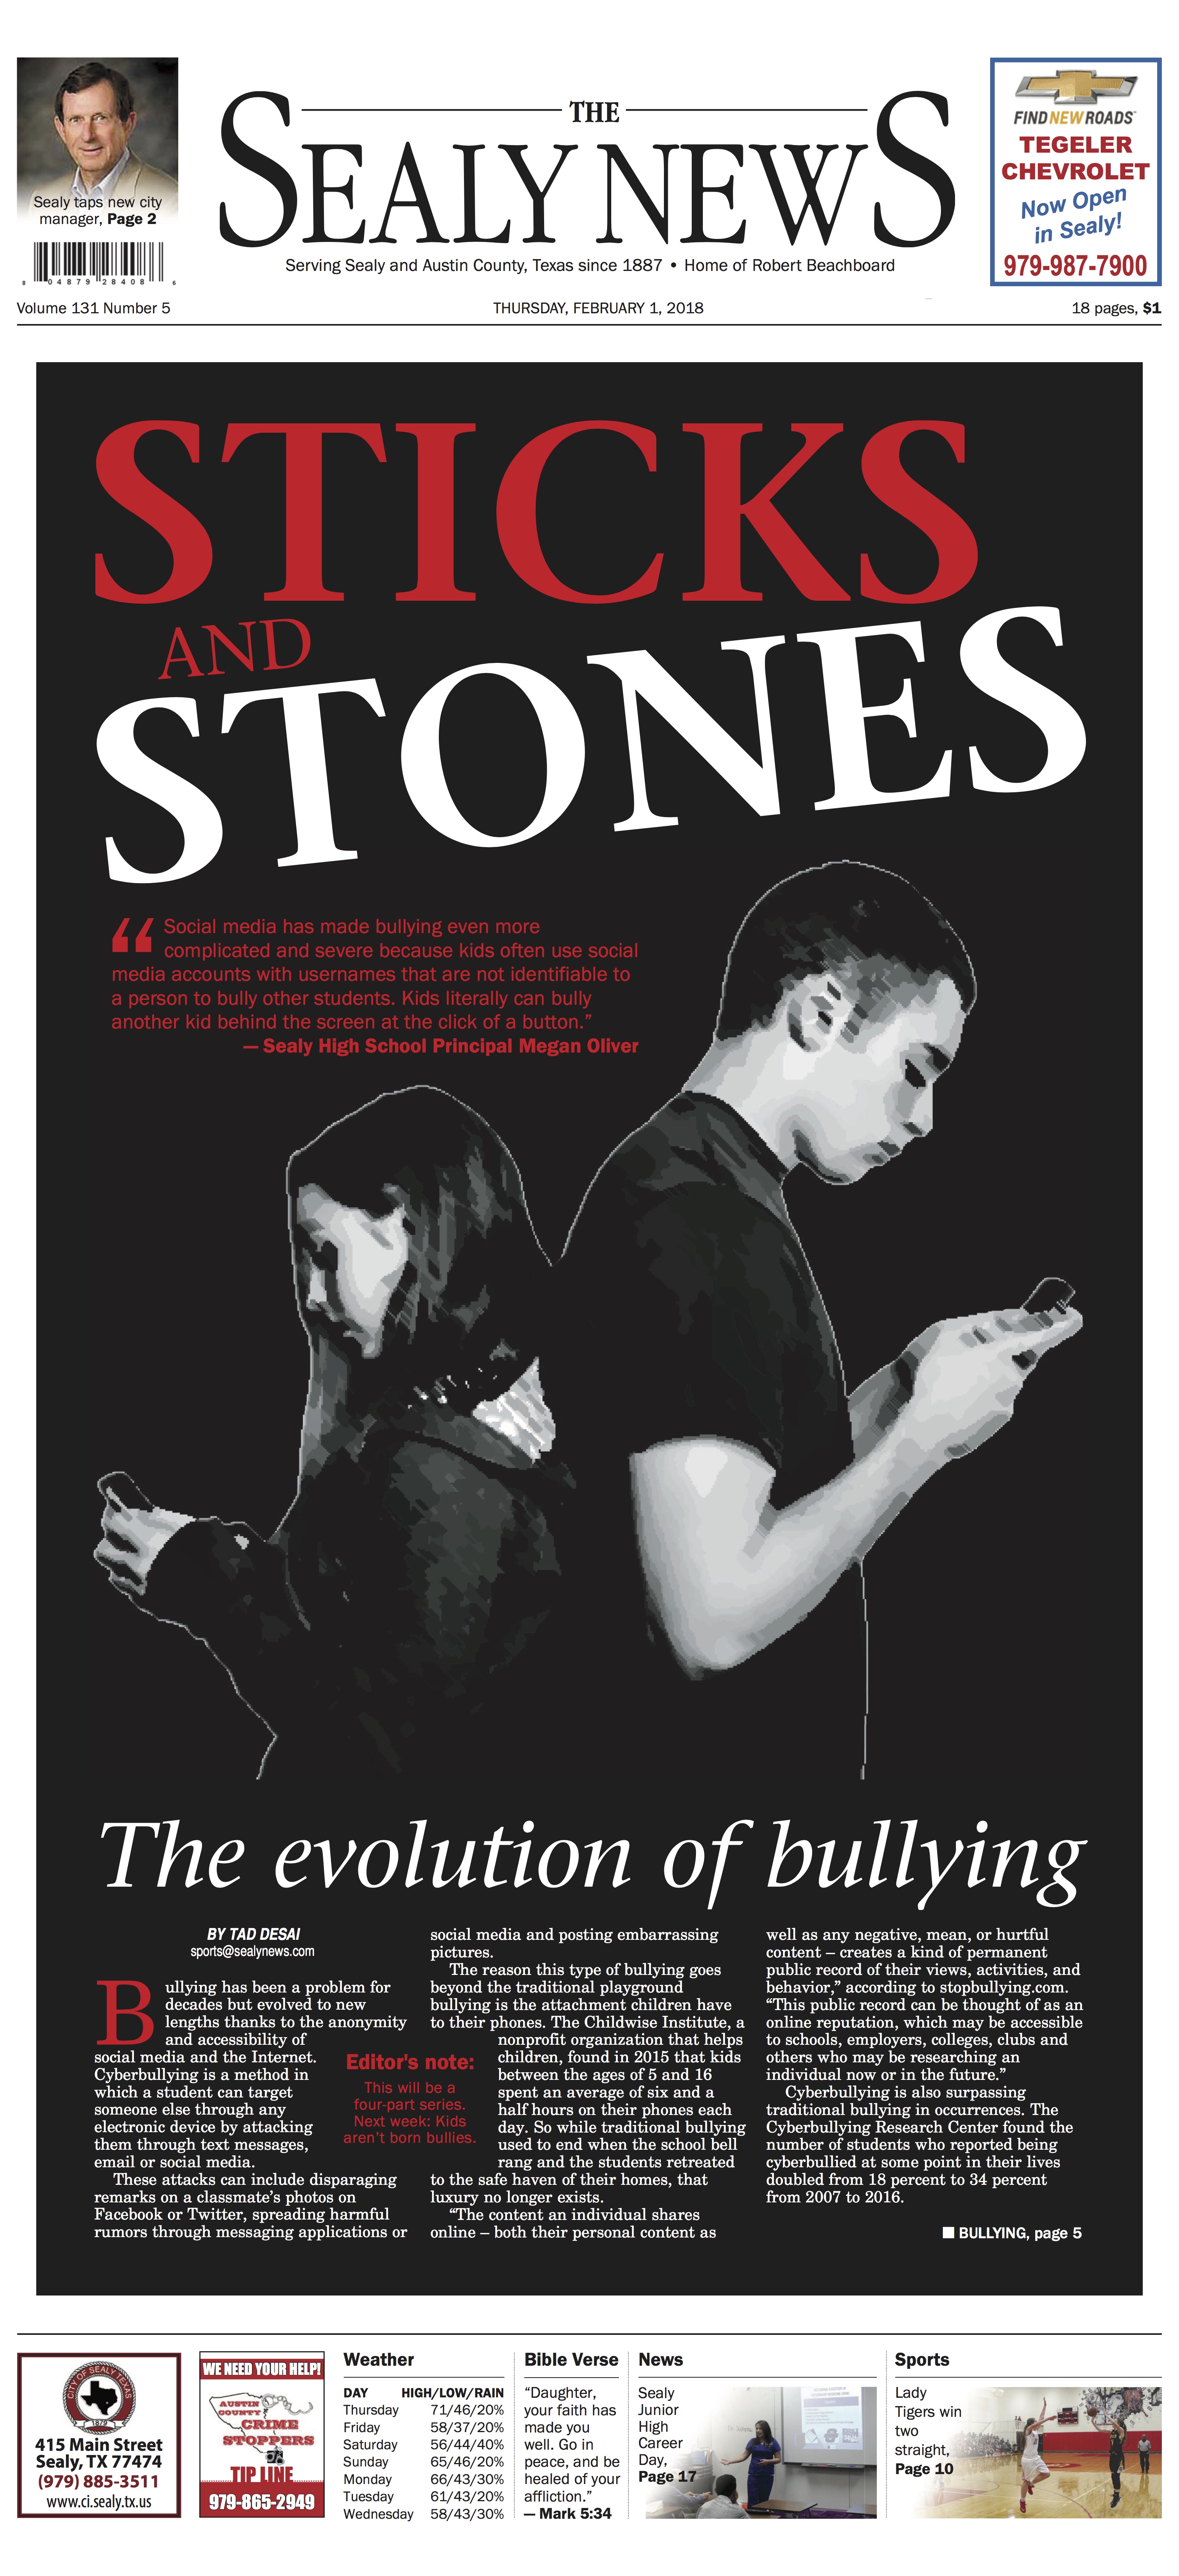 Sealy taps new city
manager, Page 2
8 04879 28408 6
THE
SEALY NEWS
Serving Sealy and Austin County, Texas since 1887 • Home of Robert Beachboard
FIND NEW ROADS™
TEGELER
CHEVROLET
Now Open
in Sealy!
979-987-7900
Volume 131 Number 5
THURSDAY, FEBRUARY 1, 2018
18 pages, $1
STICKS
AND
STONES
“Social media has made bullying even more
complicated and severe because kids often use social
media accounts with usernames that are not identifiable to
a person to bully other students. Kids literally can bully
another kid behind the screen at the click of a button.”
— Sealy High School Principal Megan Oliver
The evolution of bullying
BY TAD DESAI
sports@sealynews.com
Bullying has been a problem for
decades but evolved to new
lengths thanks to the anonymity
and accessibility of
social media and the Internet.
Cyberbullying is a method in
which a student can target
someone else through any
electronic device by attacking
them through text messages,
email or social media.
These attacks can include disparaging
remarks on a classmate’s photos on
Facebook or Twitter, spreading harmful
rumors through messaging applications or
Editor's note:
This will be a
four-part series.
Next week: Kids
aren’t born bullies.
social media and posting embarrassing
pictures.
The reason this type of bullying goes
beyond the traditional playground
bullying is the attachment children have
to their phones. The Childwise Institute, a
nonprofit organization that helps
children, found in 2015 that kids
between the ages of 5 and 16
spent an average of six and a
half hours on their phones each
day. So while traditional bullying
used to end when the school bell
rang and the students retreated
to the safe haven of their homes, that
luxury no longer exists.
“The content an individual shares
online – both their personal content as
well as any negative, mean, or hurtful
content – creates a kind of permanent
public record of their views, activities, and
behavior,” according to stopbullying.com.
“This public record can be thought of as an
online reputation, which may be accessible
to schools, employers, colleges, clubs and
others who may be researching an
individual now or in the future.”
Cyberbullying is also surpassing
traditional bullying in occurrences. The
Cyberbullying Research Center found the
number of students who reported being
cyberbullied at some point in their lives
doubled from 18 percent to 34 percent
from 2007 to 2016.
■ BULLYING, page 5
CITY OF SEALY TEXAS
1879
415 Main Street
Sealy, TX 77474
(979) 885-3511
www.ci.sealy.tx.us
WE NEED YOUR HELP!
AUSTIN
COUNTY
CRIME
STOPPERS
TIP LINE
979-865-2949
Weather
DAY HIGH/LOW/RAIN
Thursday 71/46/20%
Friday 58/37/20%
Saturday 56/44/40%
Sunday 65/46/20%
Monday 66/43/30%
Tuesday 61/43/20%
Wednesday 58/43/30%
Bible Verse
“Daughter,
your faith has
made you
well. Go in
peace, and be
healed of your
affliction.”
— Mark 5:34
News
Sealy
Junior
High
Career
Day,
Page 17
Sports
Lady
Tigers win
two
straight,
Page 10